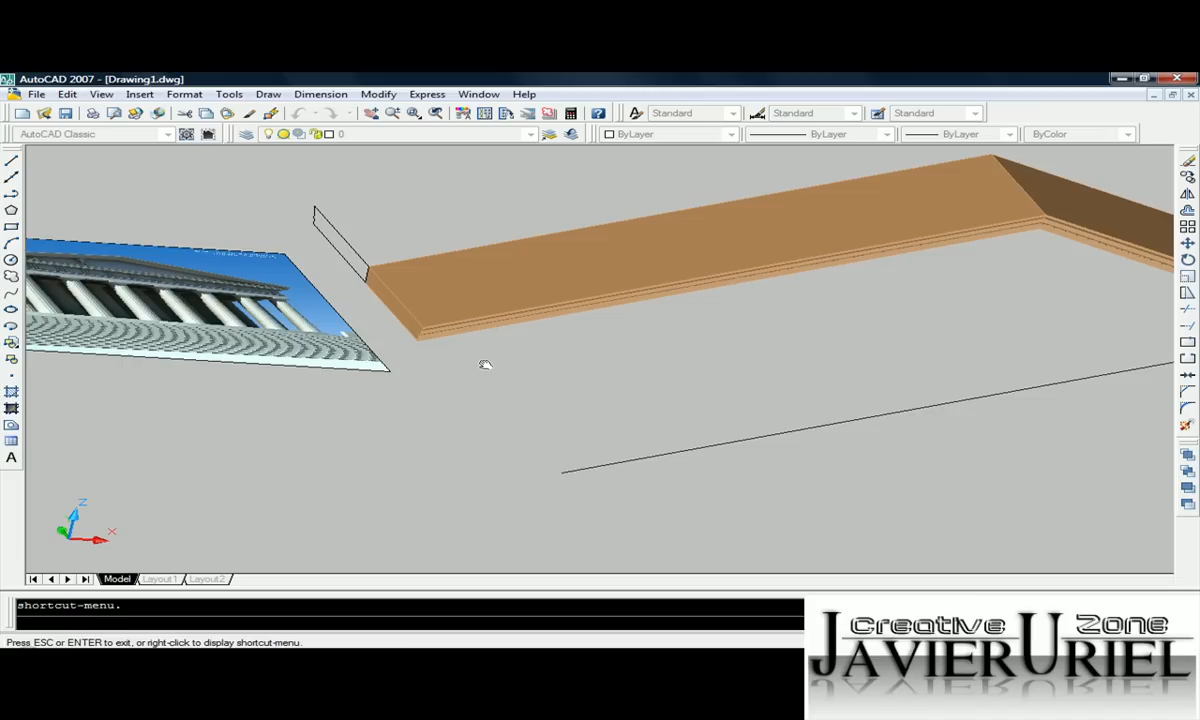 AutoCAD 2007 - [Drawing1.dwg]
File Edit View Insert Format Tools Draw Dimension Modify Express Window Help
Standard Standard Standard
AutoCAD Classic 0 ByLayer ByLayer ByLayer ByColor
A
Z
X
Model Layout1 Layout2
shortcut-menu.
Press ESC or ENTER to exit, or right-click to display shortcut-menu.
Creative Zone
JAVIERURIEL